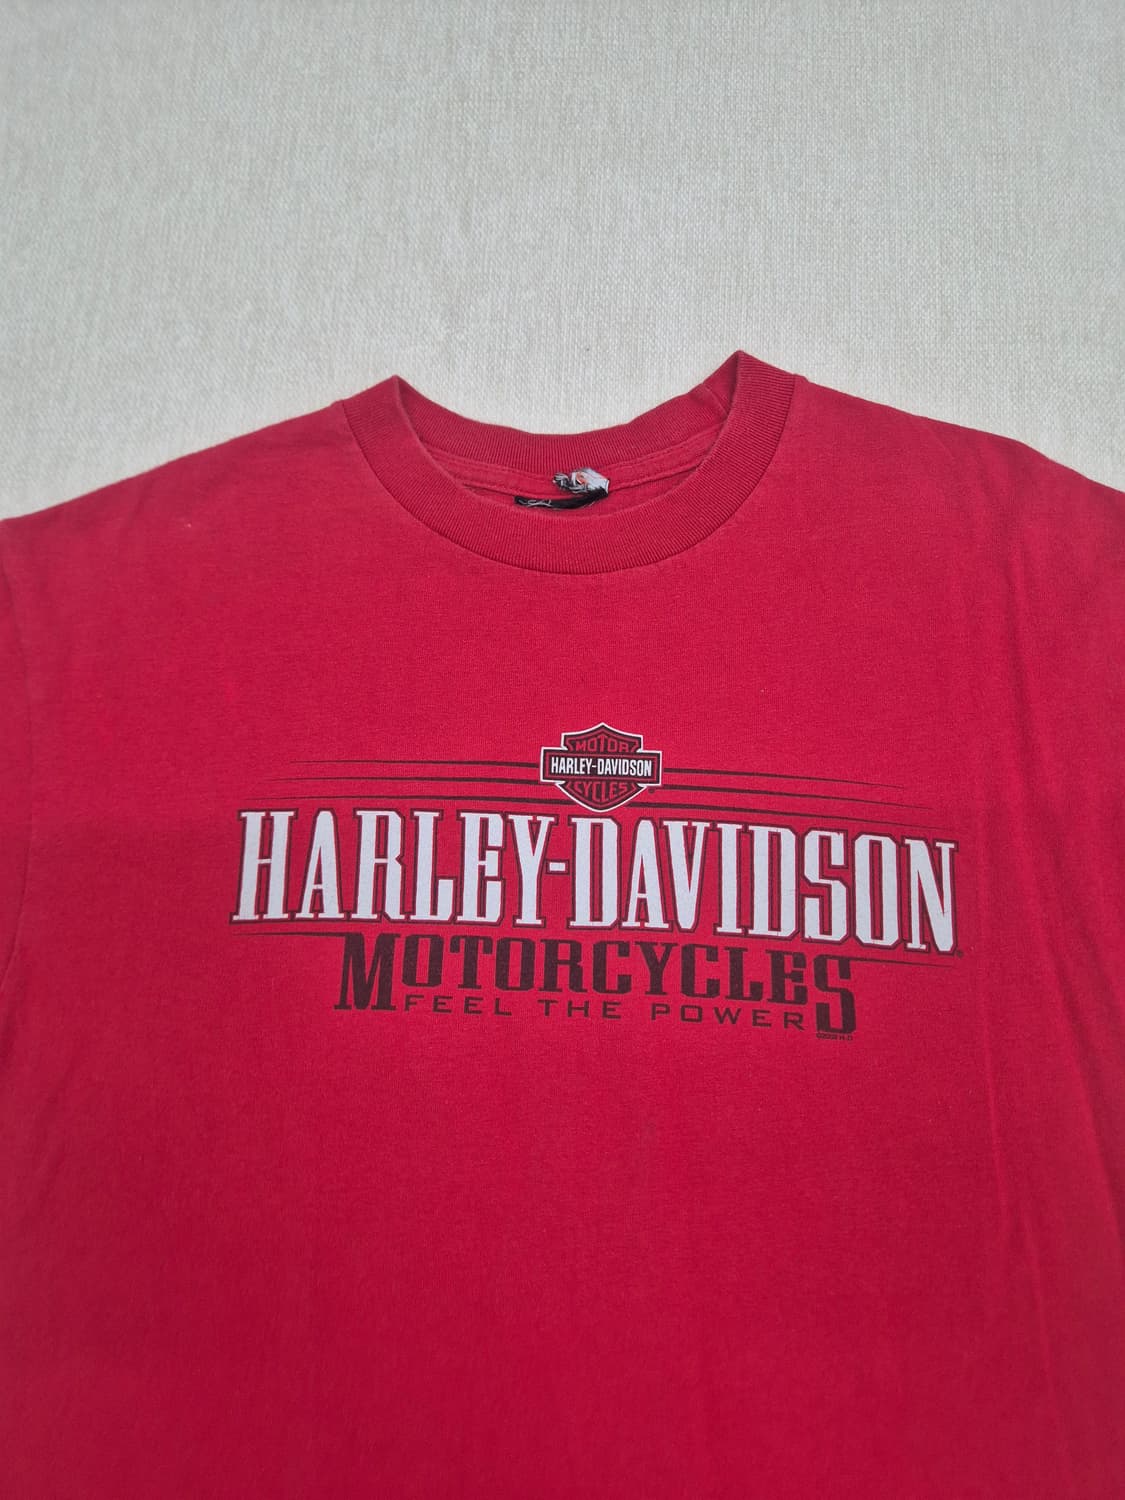 MOTOR
HARLEY-DAVIDSON
CYCLES
HARLEY-DAVIDSON
MOTORCYCLES
FEEL THE POWER